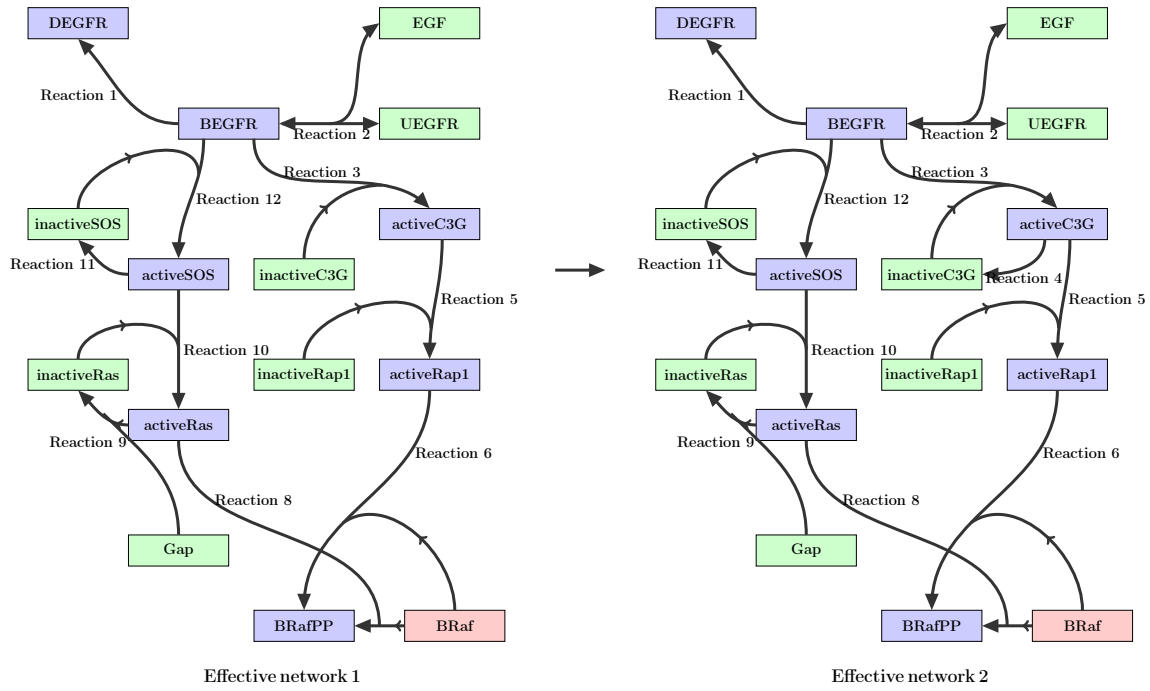 DEGFR
EGF
Reaction 1
BEGFR
UEGFR
Reaction 2
Reaction 3
Reaction 12
inactiveSOS
activeC3G
Reaction 11
activeSOS
inactiveC3G
Reaction 5
Reaction 10
inactiveRas
inactiveRap1
activeRap1
activeRas
Reaction 9
Reaction 6
Reaction 8
Gap
BRafPP
BRaf
Effective network 1
DEGFR
EGF
Reaction 1
BEGFR
UEGFR
Reaction 2
Reaction 3
Reaction 12
inactiveSOS
activeC3G
Reaction 11
activeSOS
inactiveC3G
Reaction 4
Reaction 5
Reaction 10
inactiveRas
inactiveRap1
activeRap1
activeRas
Reaction 9
Reaction 6
Reaction 8
Gap
BRafPP
BRaf
Effective network 2